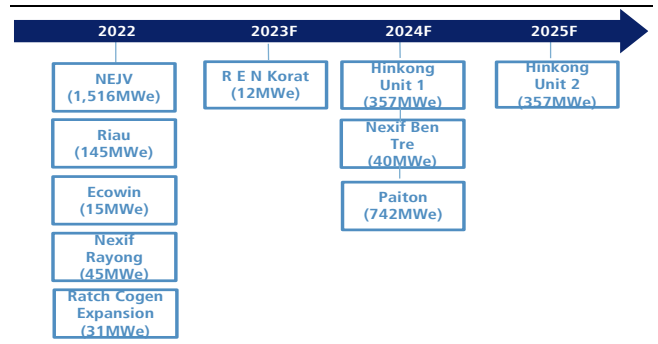 2022
2023F
2024F
2025F
NEJV
(1,516MWe)
Riau
(145MWe)
Ecowin
(15MWe)
Nexif
Rayong
(45MWe)
Ratch Cogen
Expansion
(31MWe)
R E N Korat
(12MWe)
Hinkong
Unit 1
(357MWe)
Nexif Ben
Tre
(40MWe)
Paiton
(742MWe)
Hinkong
Unit 2
(357MWe)